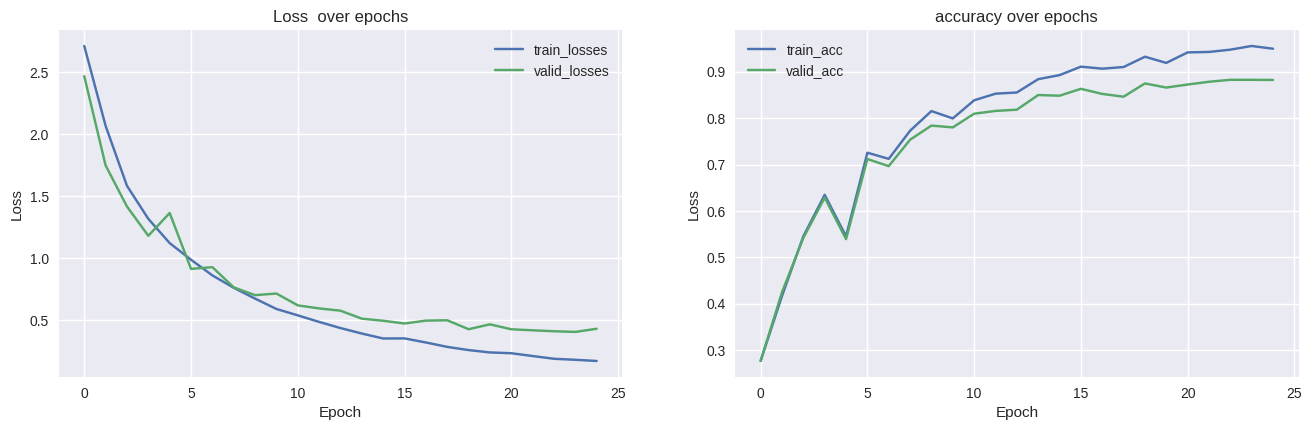 Loss  over epochs
train_losses
valid_losses
2.5
2.0
1.5
1.0
0.5
Loss
0
5
10
15
20
25
Epoch
accuracy over epochs
train_acc
valid_acc
0.9
0.8
0.7
0.6
0.5
0.4
0.3
Loss
0
5
10
15
20
25
Epoch